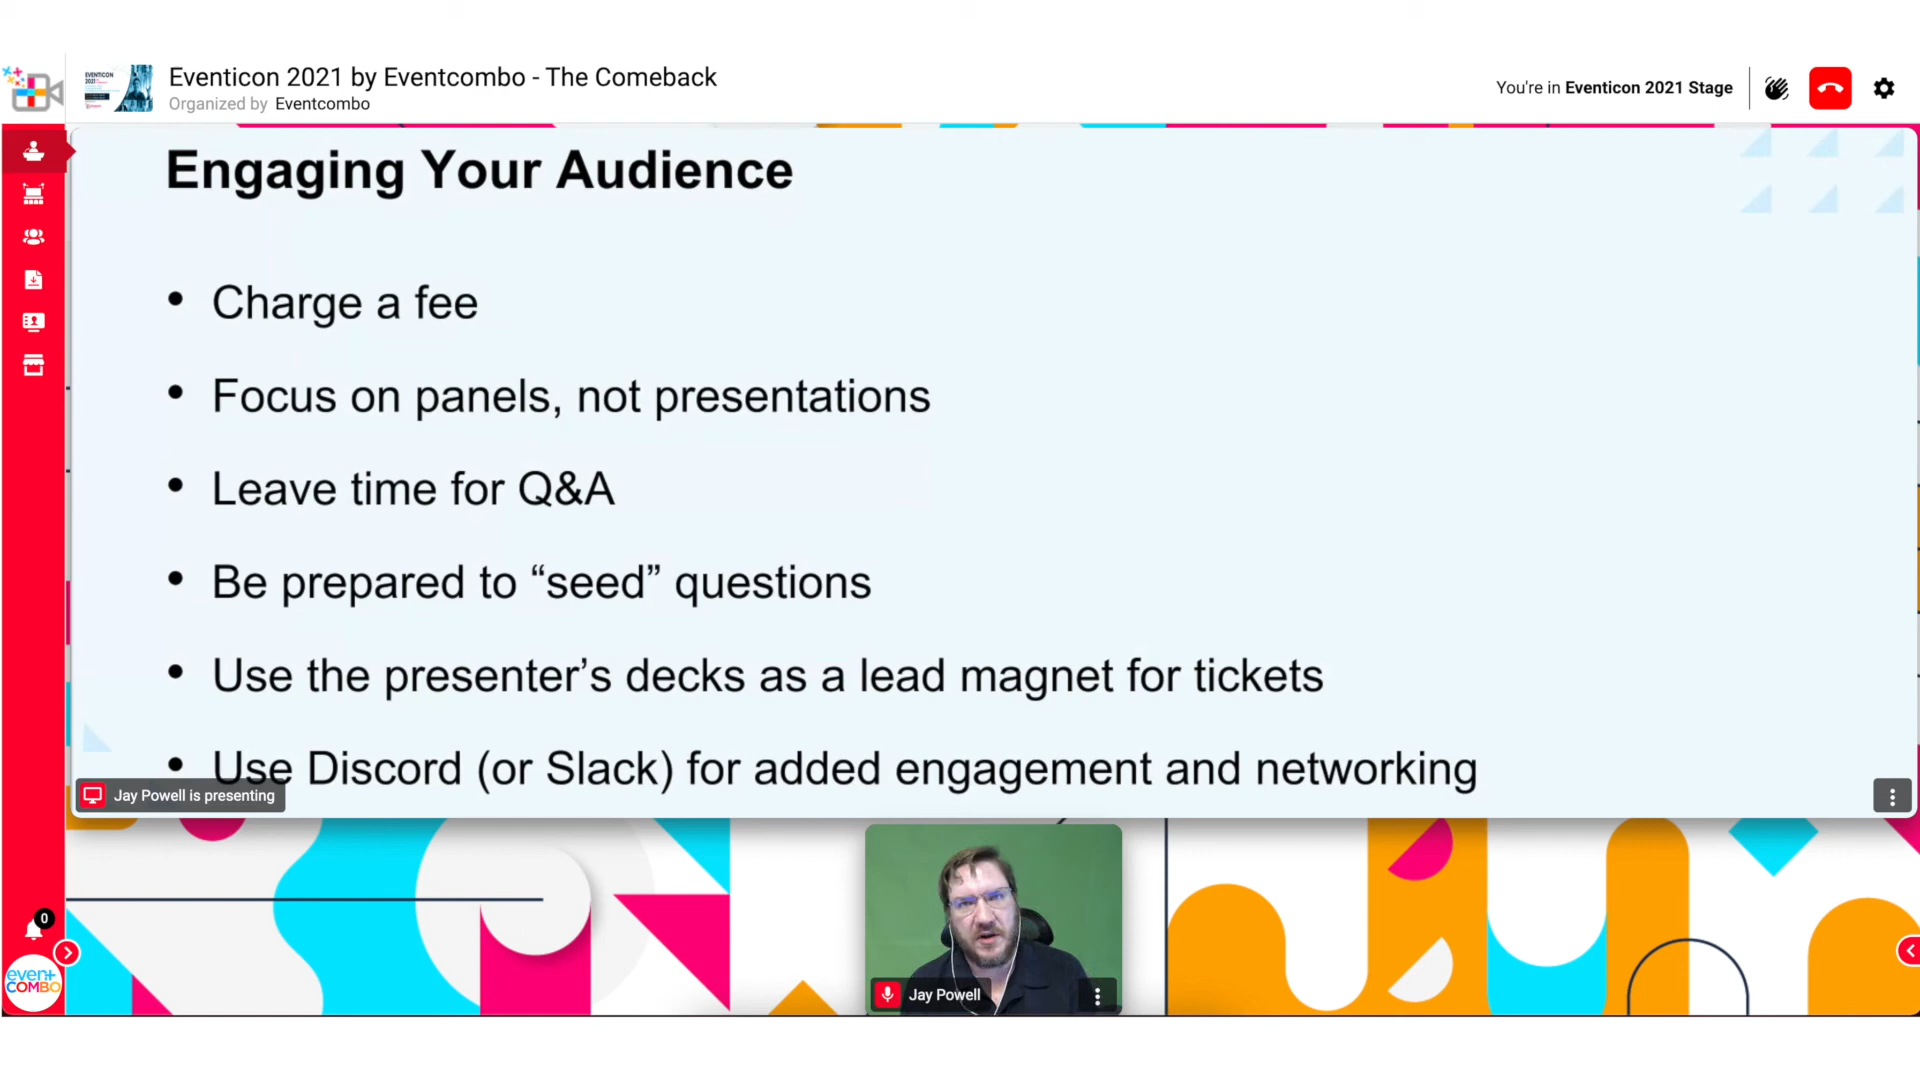 Eventicon 2021 by Eventcombo - The Comeback
Organized by Eventcombo
You're in Eventicon 2021 Stage
EVENTICON
2021
Engaging Your Audience
• Charge a fee
• Focus on panels, not presentations
• Leave time for Q&A
• Be prepared to “seed” questions
• Use the presenter’s decks as a lead magnet for tickets
• Use Discord (or Slack) for added engagement and networking
Jay Powell is presenting
Jay Powell
0
event
COMBO